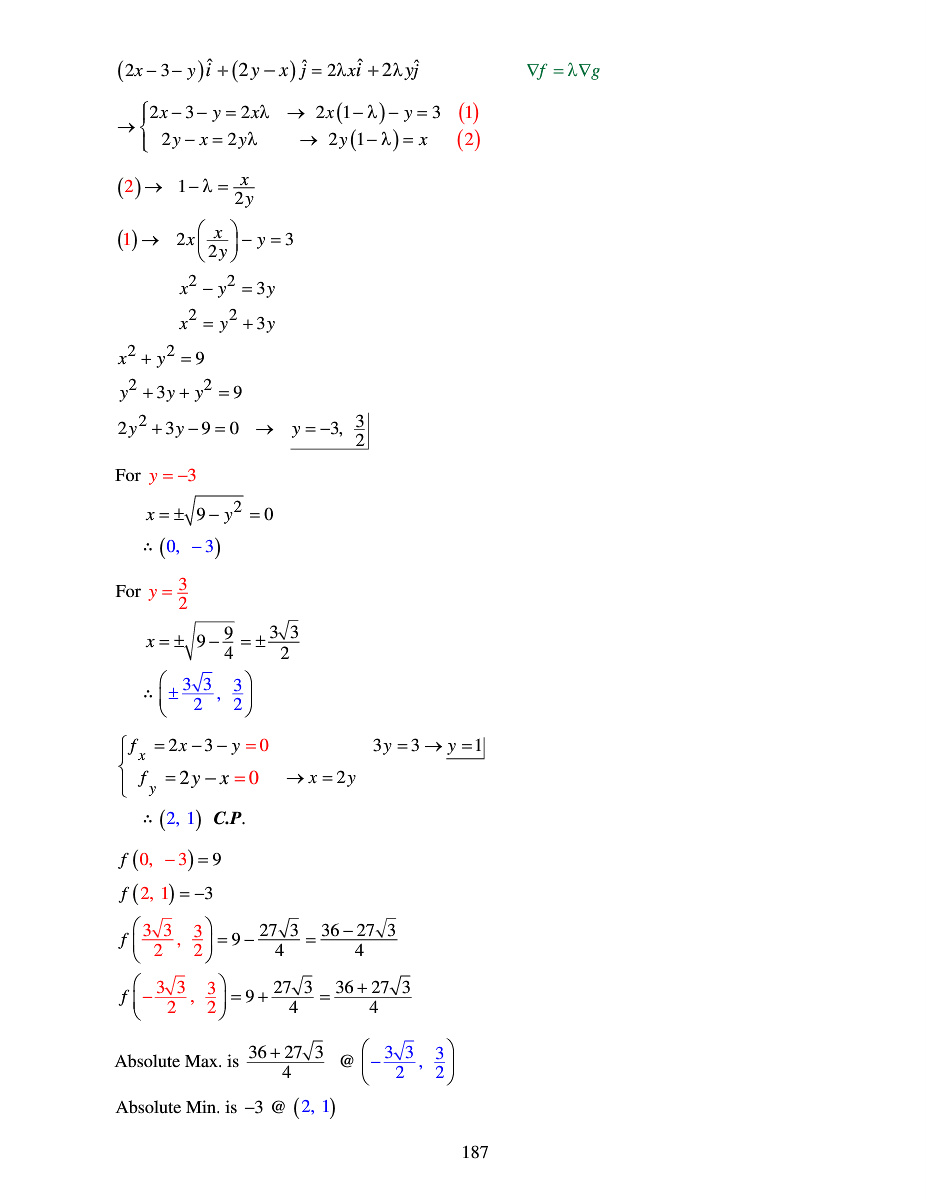 (2x − 3 − y) î + (2y − x) ĵ = 2λxî + 2λyĵ    ∇f = λ∇g
→ { 2x − 3 − y = 2xλ → 2x(1 − λ) − y = 3 (1)
2y − x = 2yλ → 2y(1 − λ) = x (2)
(2) → 1 − λ = x/2y
(1) → 2x(x/2y) − y = 3
x² − y² = 3y
x² = y² + 3y
x² + y² = 9
y² + 3y + y² = 9
2y² + 3y − 9 = 0 → y = −3, 3/2
For y = −3
x = ±√(9 − y²) = 0
∴ (0, −3)
For y = 3/2
x = ±√(9 − 9/4) = ± 3√3/2
∴ (± 3√3/2, 3/2)
{ fₓ = 2x − 3 − y = 0    3y = 3 → y = 1
f_y = 2y − x = 0 → x = 2y
∴ (2, 1) C.P.
f(0, −3) = 9
f(2, 1) = −3
f(3√3/2, 3/2) = 9 − 27√3/4 = (36 − 27√3)/4
f(−3√3/2, 3/2) = 9 + 27√3/4 = (36 + 27√3)/4
Absolute Max. is (36 + 27√3)/4 @ (−3√3/2, 3/2)
Absolute Min. is −3 @ (2, 1)
187